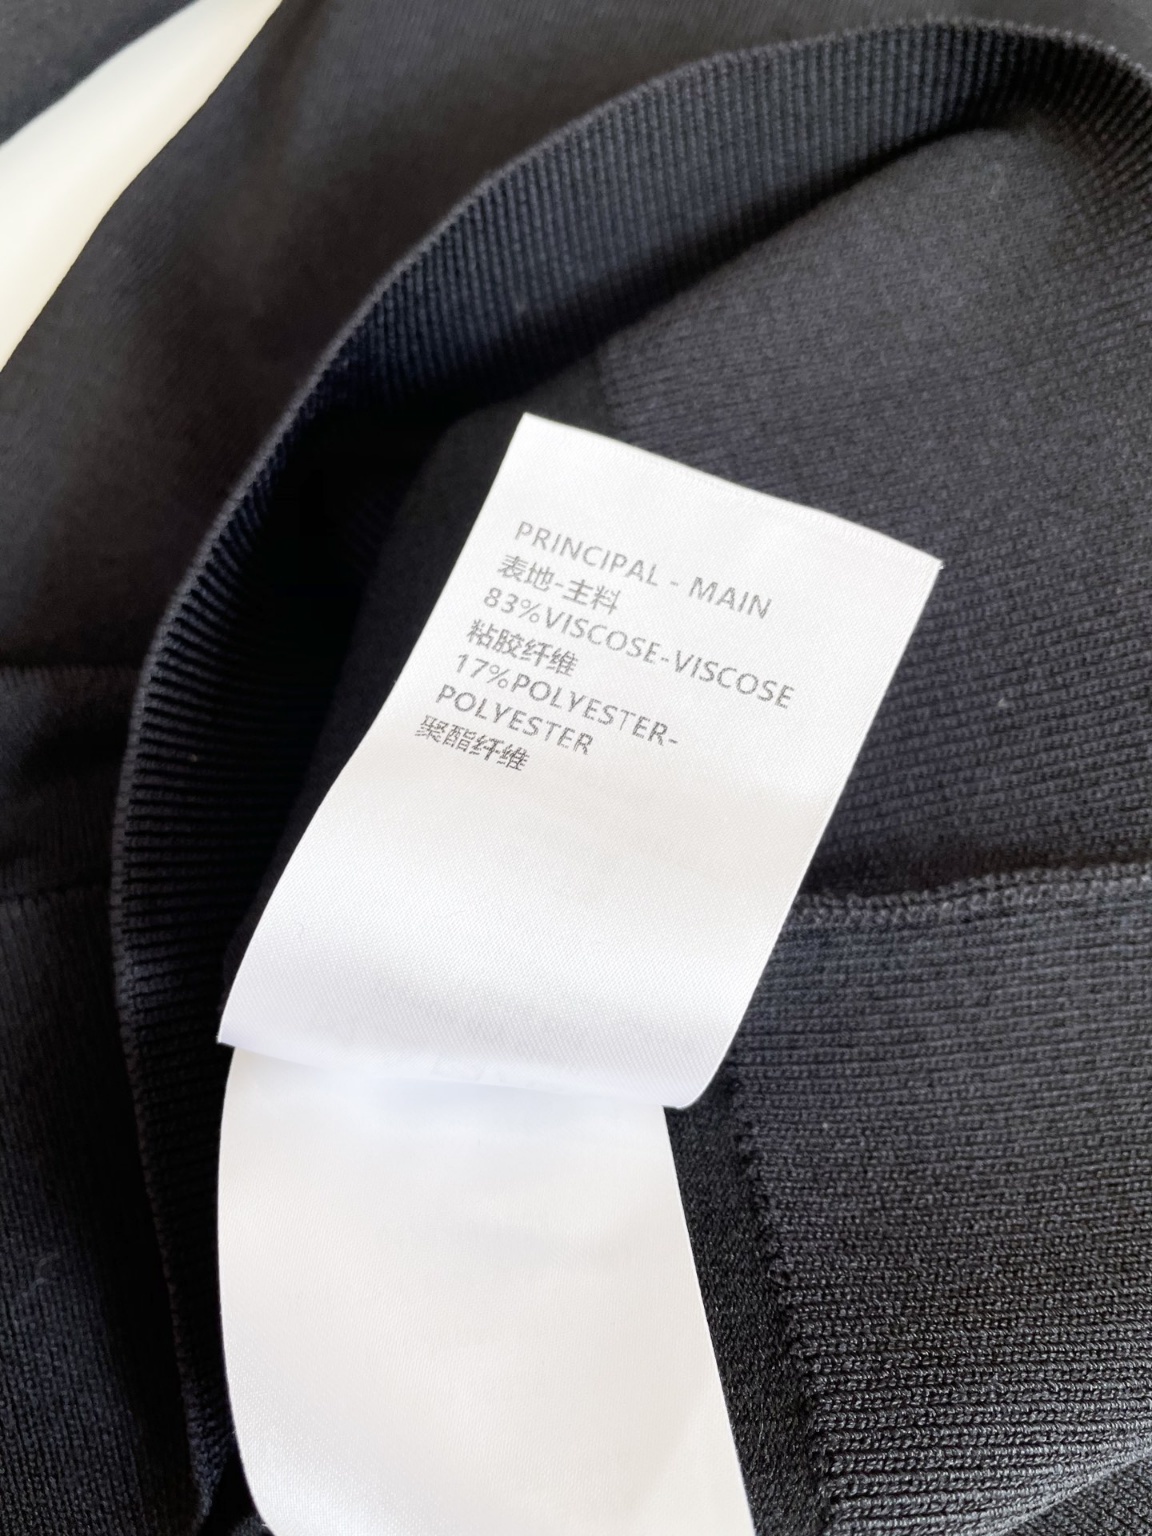 PRINCIPAL - MAIN
表地-主料
83%VISCOSE-VISCOSE
粘胶纤维
17%POLYESTER-
POLYESTER
聚酯纤维